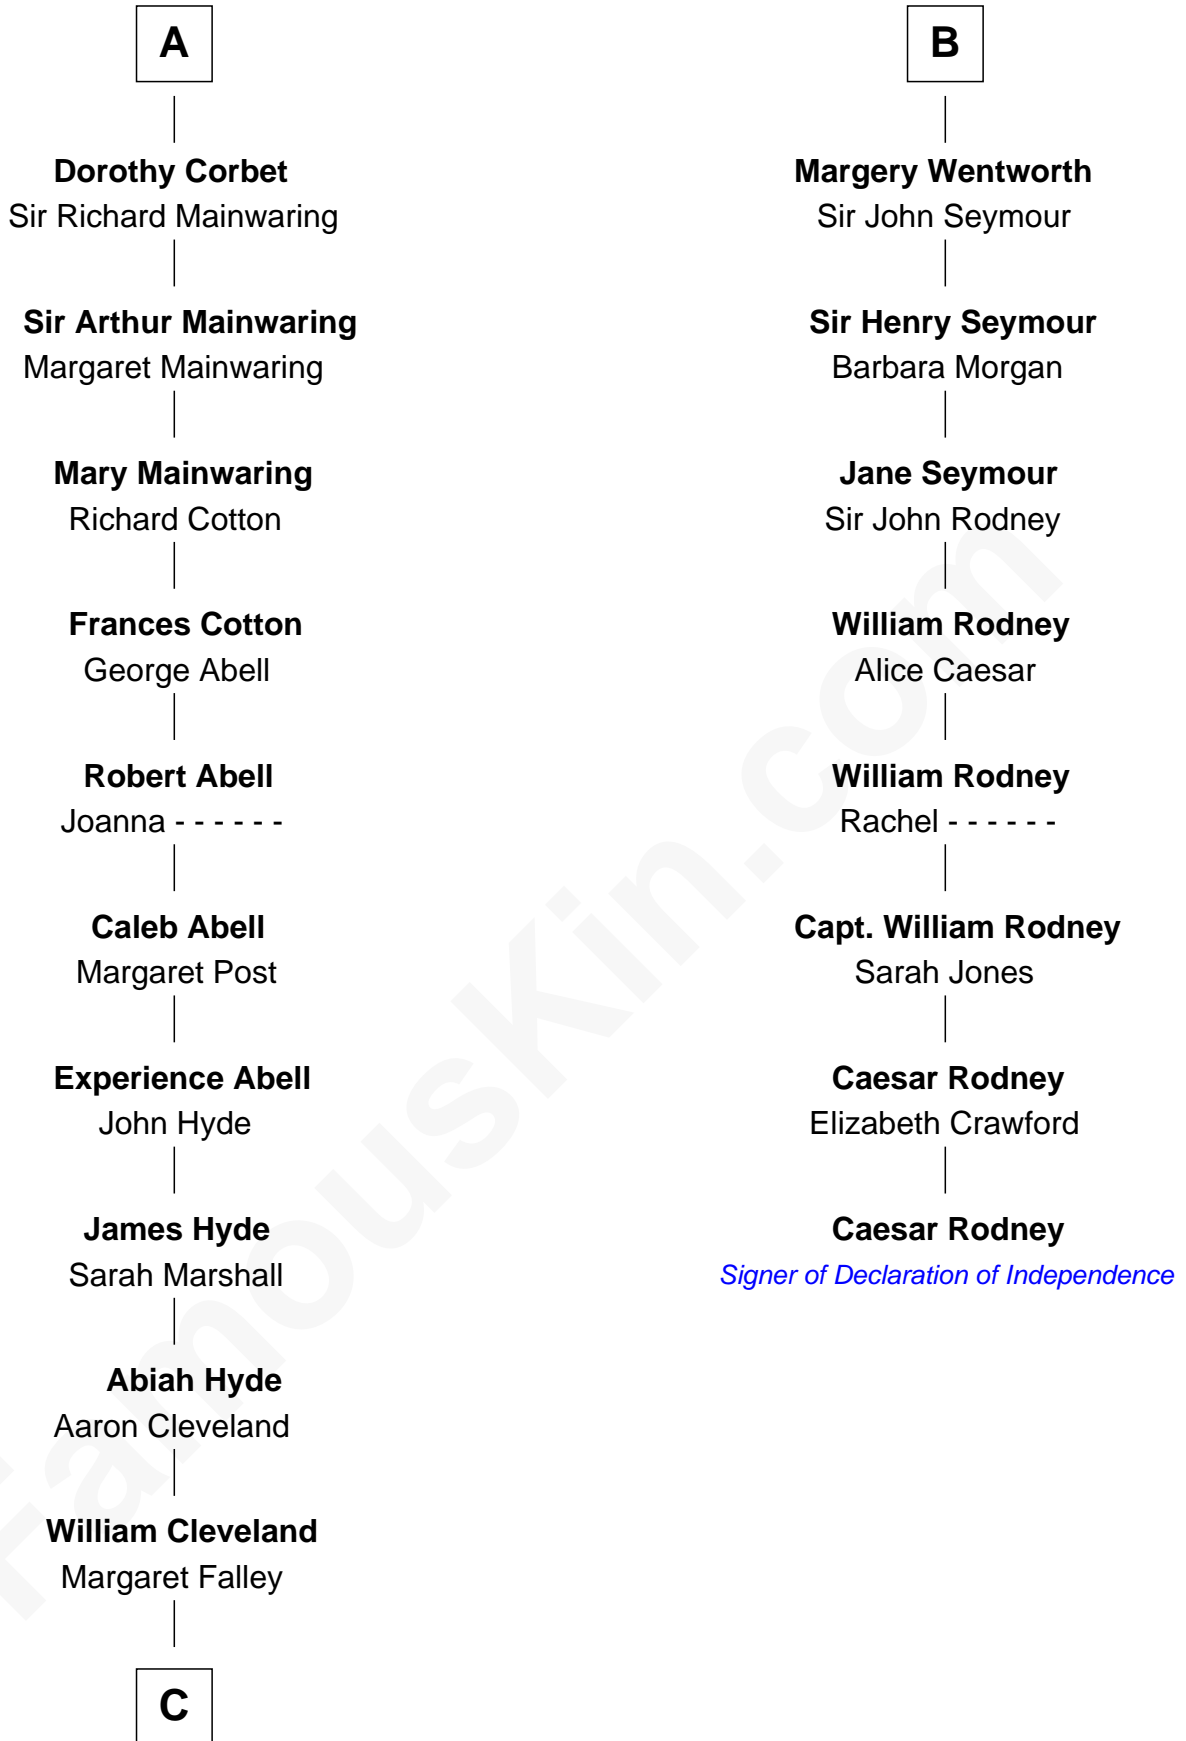 A
Dorothy Corbet
Sir Richard Mainwaring
Sir Arthur Mainwaring
Margaret Mainwaring
Mary Mainwaring
Richard Cotton
Frances Cotton
George Abell
Robert Abell
Joanna - - - - - -
Caleb Abell
Margaret Post
Experience Abell
John Hyde
James Hyde
Sarah Marshall
Abiah Hyde
Aaron Cleveland
William Cleveland
Margaret Falley
C
B
Margery Wentworth
Sir John Seymour
Sir Henry Seymour
Barbara Morgan
Jane Seymour
Sir John Rodney
William Rodney
Alice Caesar
William Rodney
Rachel - - - - - -
Capt. William Rodney
Sarah Jones
Caesar Rodney
Elizabeth Crawford
Caesar Rodney
Signer of Declaration of Independence
FamousKin.com